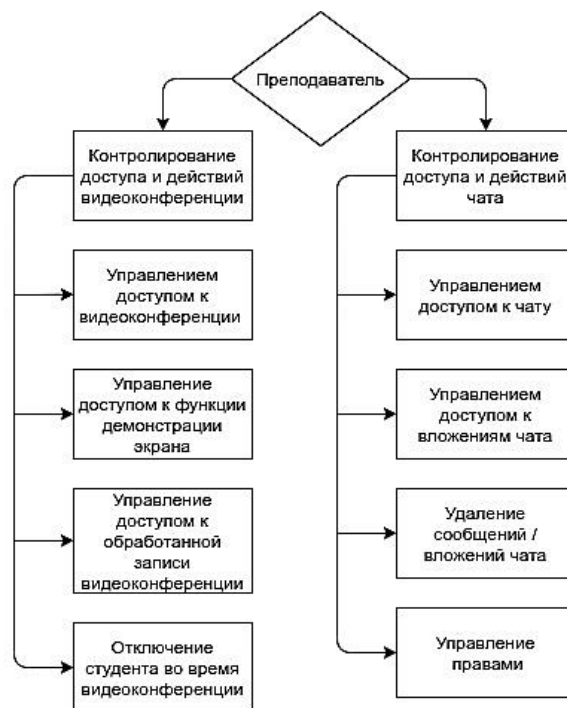 Преподаватель
Контролирование
доступа и действий
видеоконференции
Управлением
доступом к
видеоконференции
Управление
доступом к функции
демонстрации
экрана
Управление
доступом к
обработанной
записи
видеоконференции
Отключение
студента во время
видеоконференции
Контролирование
доступа и действий
чата
Управлением
доступом к чату
Управлением
доступом к
вложениям чата
Удаление
сообщений /
вложений чата
Управление
правами